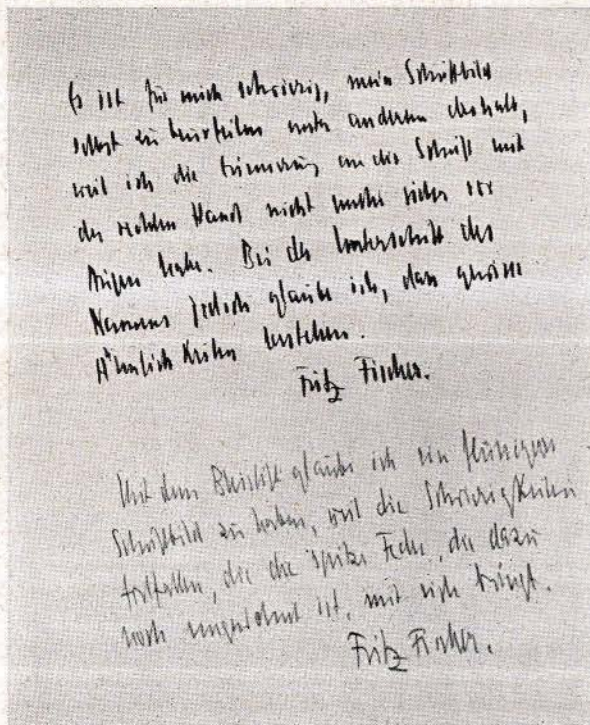 Es ist für mich schwierig, mein Schriftbild
selbst zu beurteilen unter anderem deshalb,
weil ich die Erinnerung an die Schrift mit
der rechten Hand nicht mehr sicher vor
Augen habe. Bei der Unterschrift des
Namens jedoch glaube ich, dass gewisse
Ähnlichkeiten bestehen.
Fritz Fischer.
Mit dem Bleistift glaube ich ein flüssigeres
Schriftbild zu haben, weil die Schwierigkeiten
fortfallen, die die spitze Feder, die dazu
noch ungewohnt ist, mit sich bringt.
Fritz Fischer.